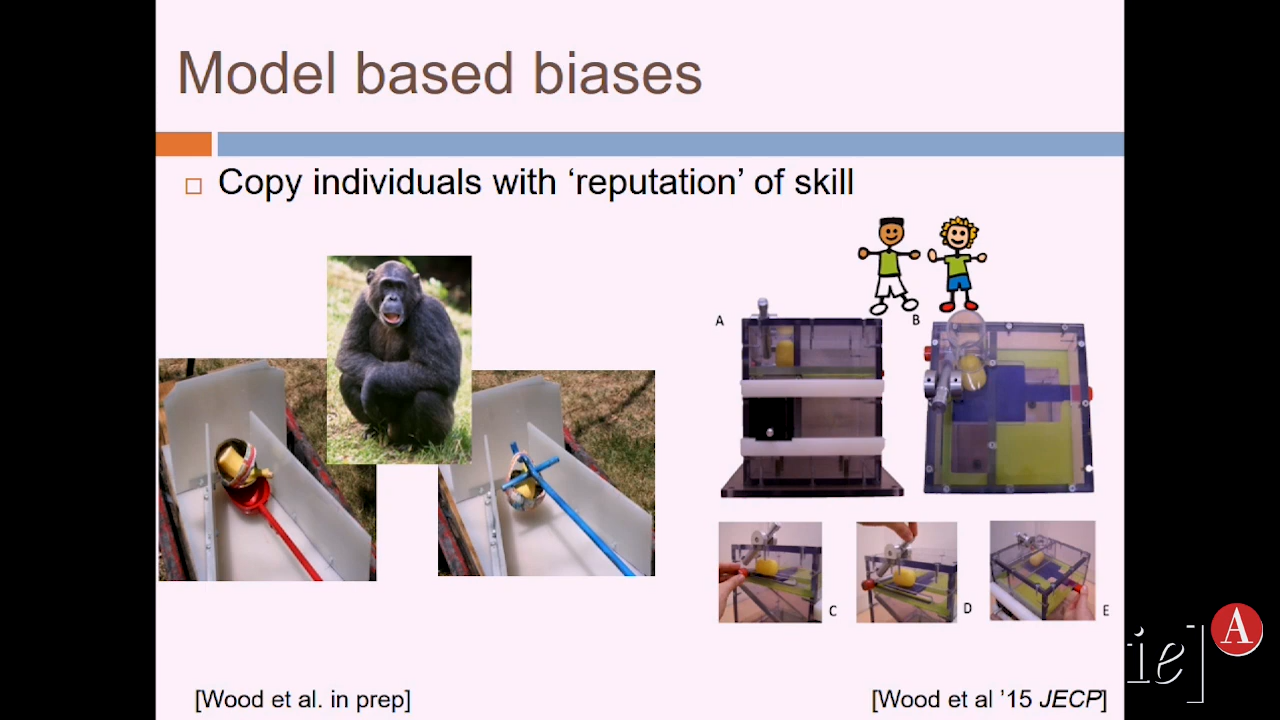 Model based biases
Copy individuals with ‘reputation’ of skill
A
B
C
D
E
[Wood et al. in prep]
[Wood et al ’15 JECP]
ie]
A